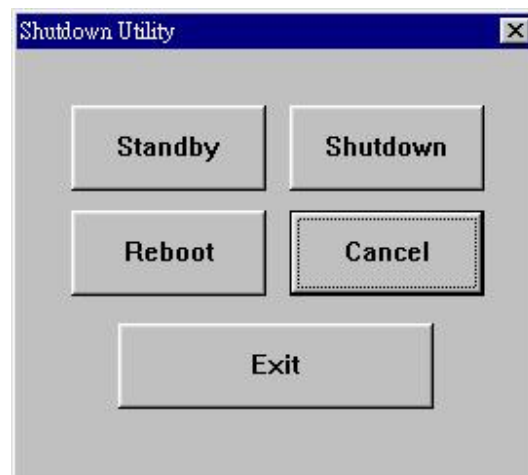 Shutdown Utility
Standby
Shutdown
Reboot
Cancel
Exit